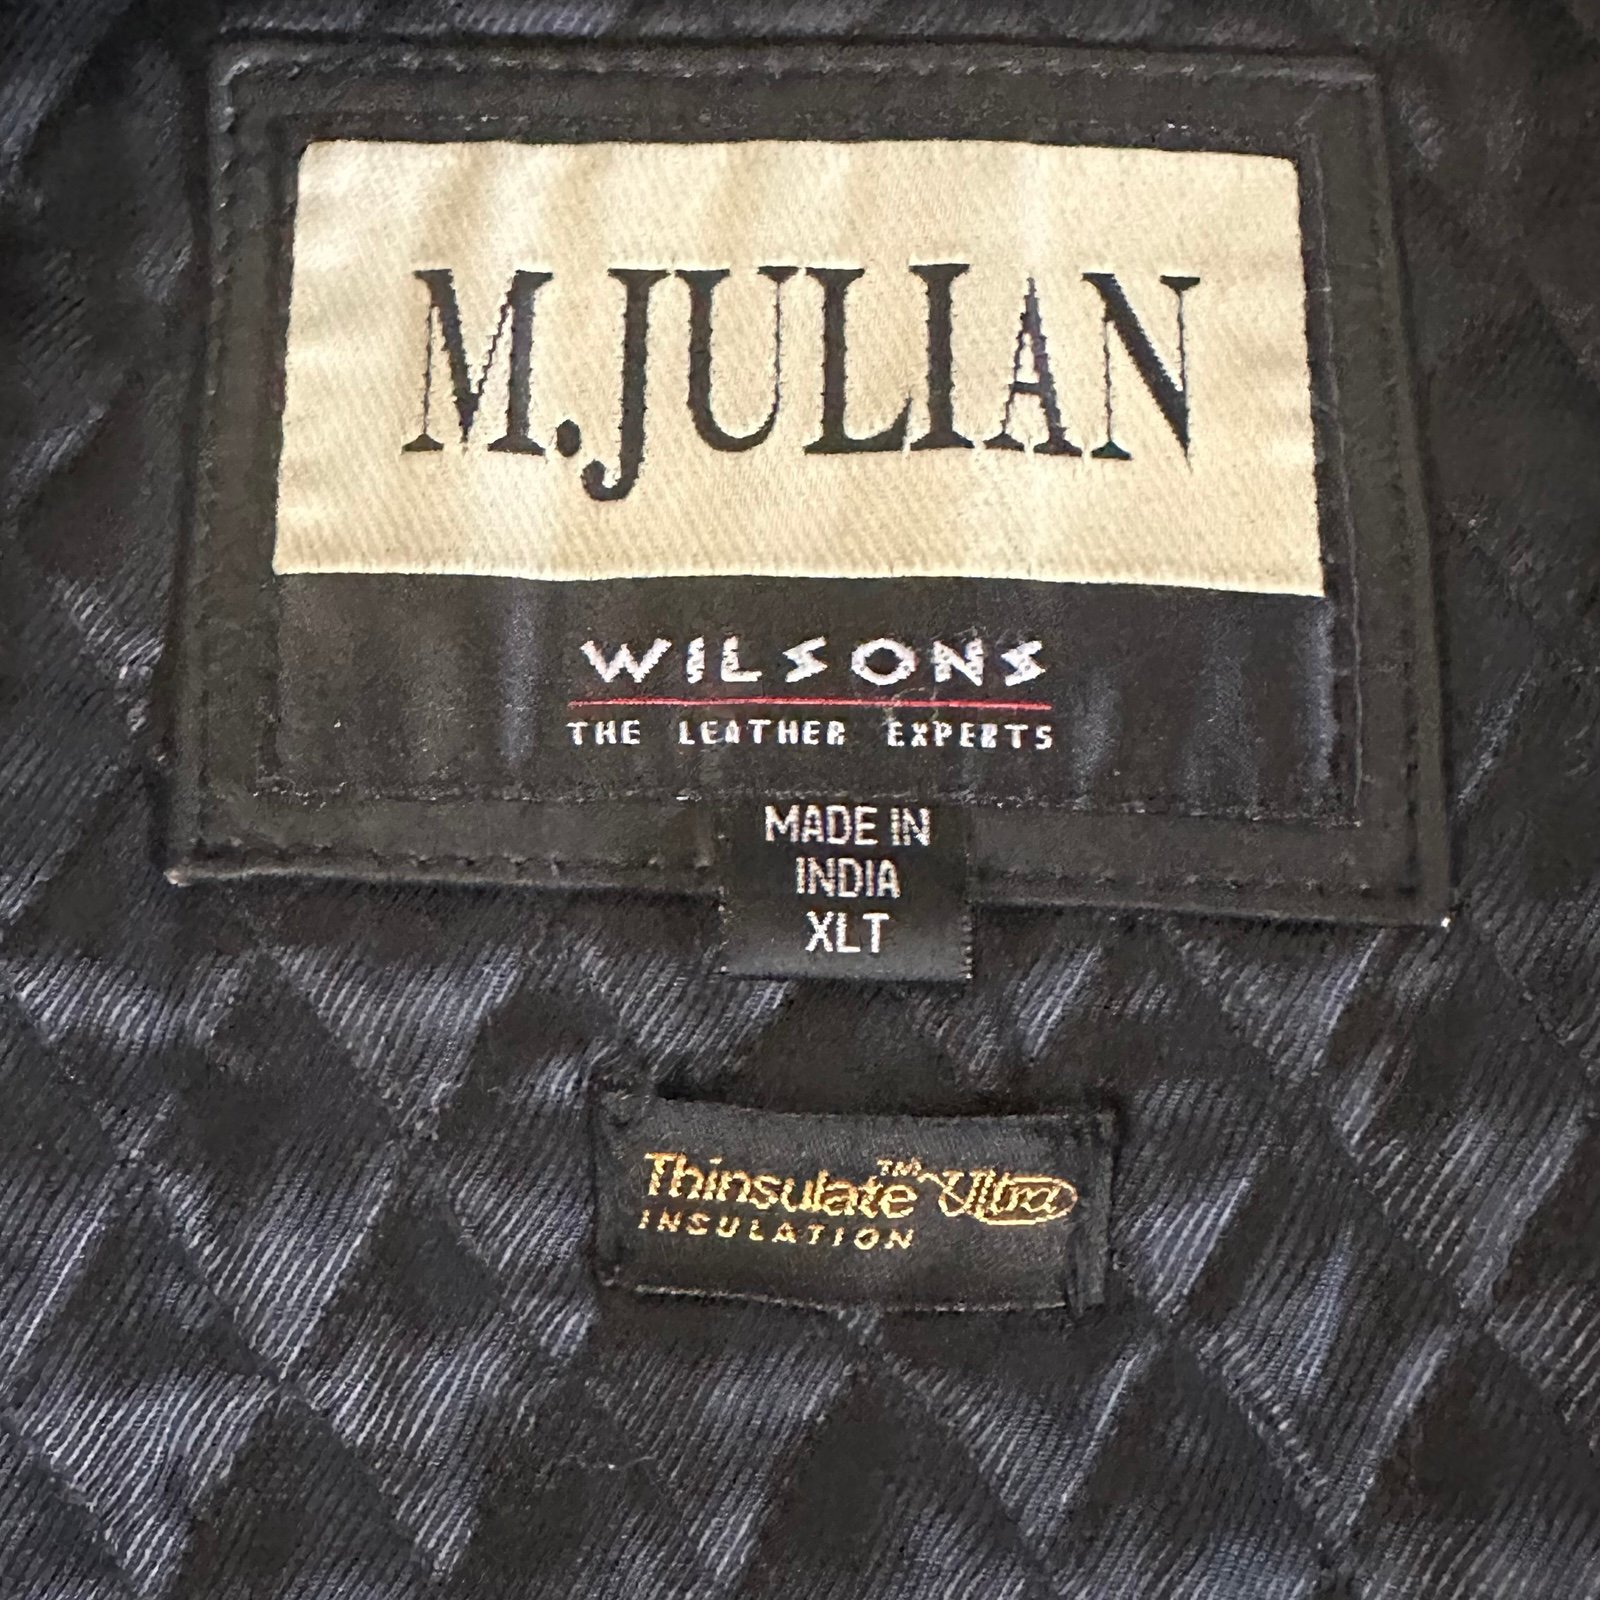 M.JULIAN
WILSONS
THE LEATHER EXPERTS
MADE IN
INDIA
XLT
Thinsulate™ Ultra
INSULATION